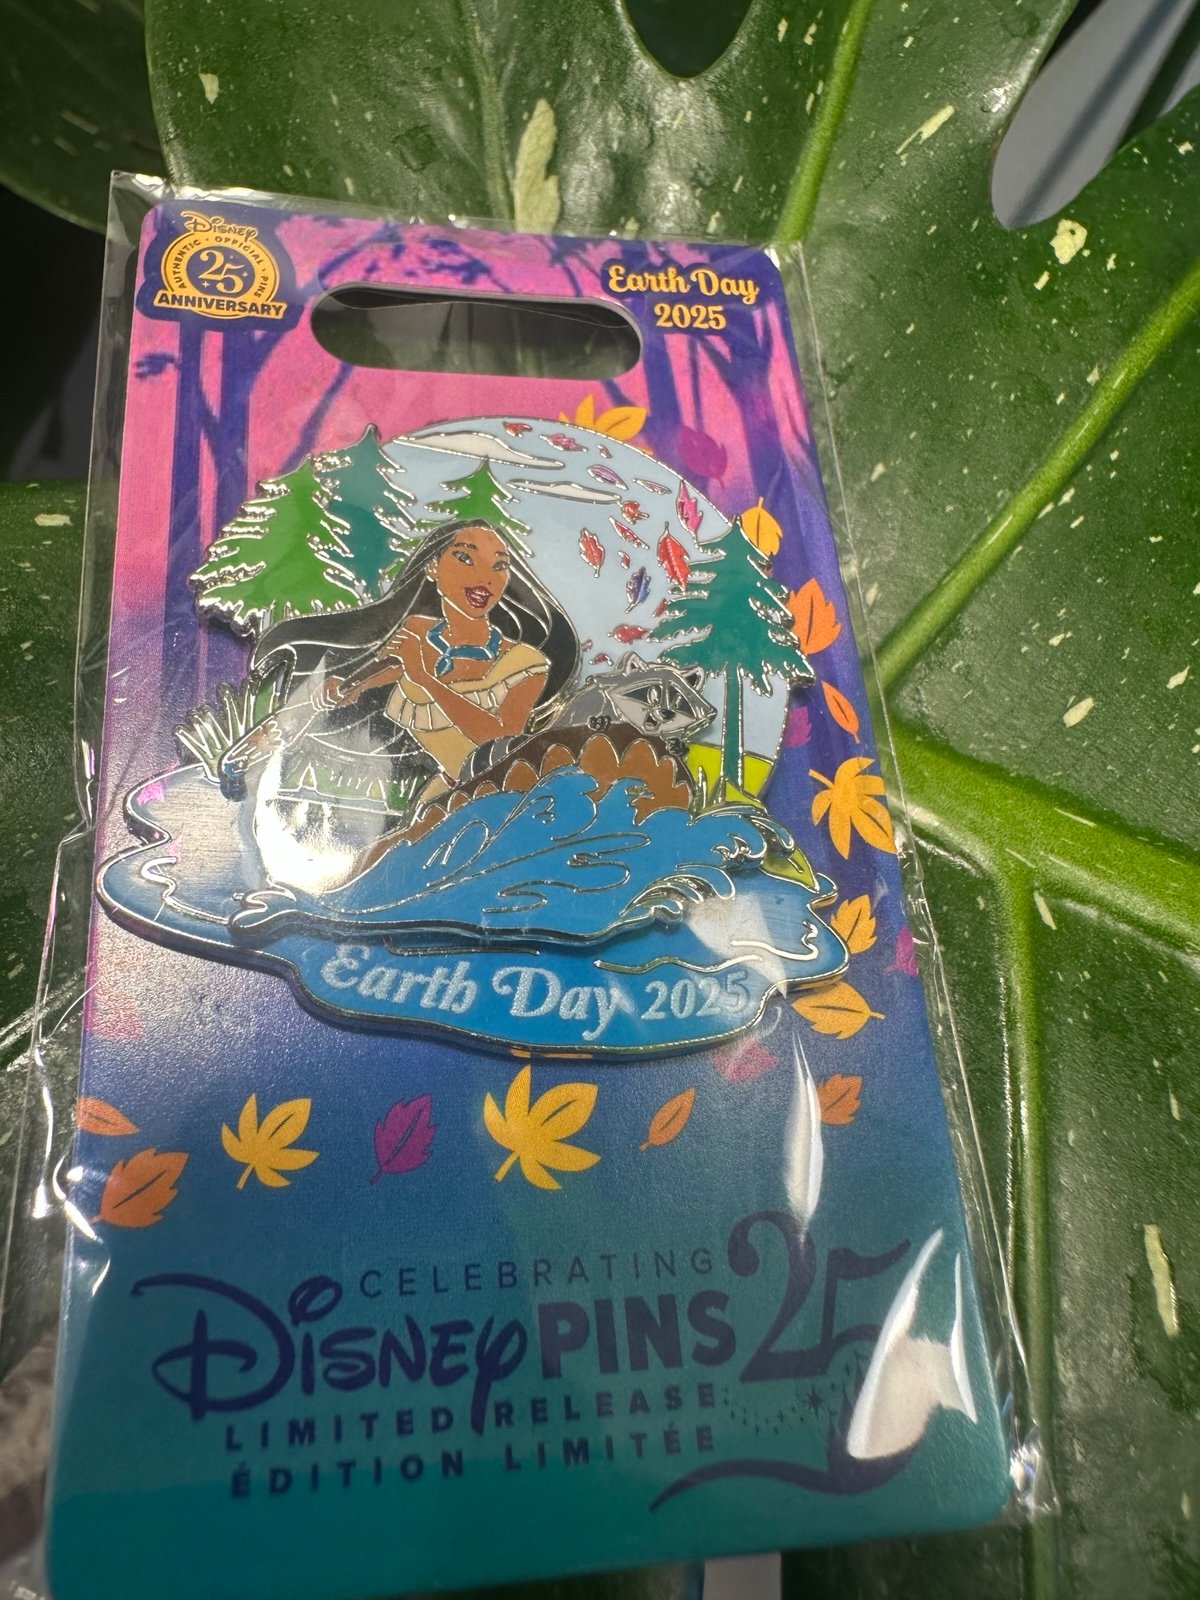 Disney
AUTHENTIC · OFFICIAL · PINS
25
ANNIVERSARY
Earth Day
2025
Earth Day 2025
CELEBRATING
Disney PINS 25
LIMITED RELEASE
ÉDITION LIMITÉE